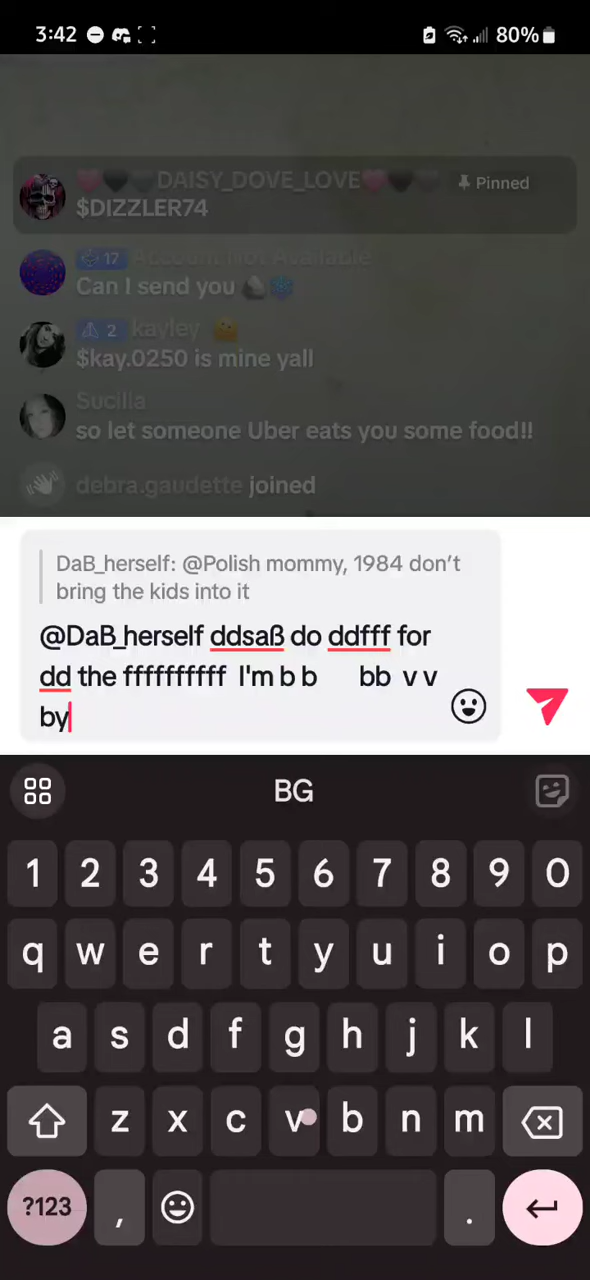 3:42
80%
DAISY_DOVE_LOVE
Pinned
$DIZZLER74
17 Account Not Available
Can I send you
2 kayley
$kay.0250 is mine yall
Sucilla
so let someone Uber eats you some food!!
debra.gaudette joined
DaB_herself: @Polish mommy, 1984 don't
bring the kids into it
@DaB_herself ddsaß do ddfff for
dd the ffffffffff I'm b b bb v v
by
BG
1 2 3 4 5 6 7 8 9 0
q w e r t y u i o p
a s d f g h j k l
z x c v b n m
?123 , .